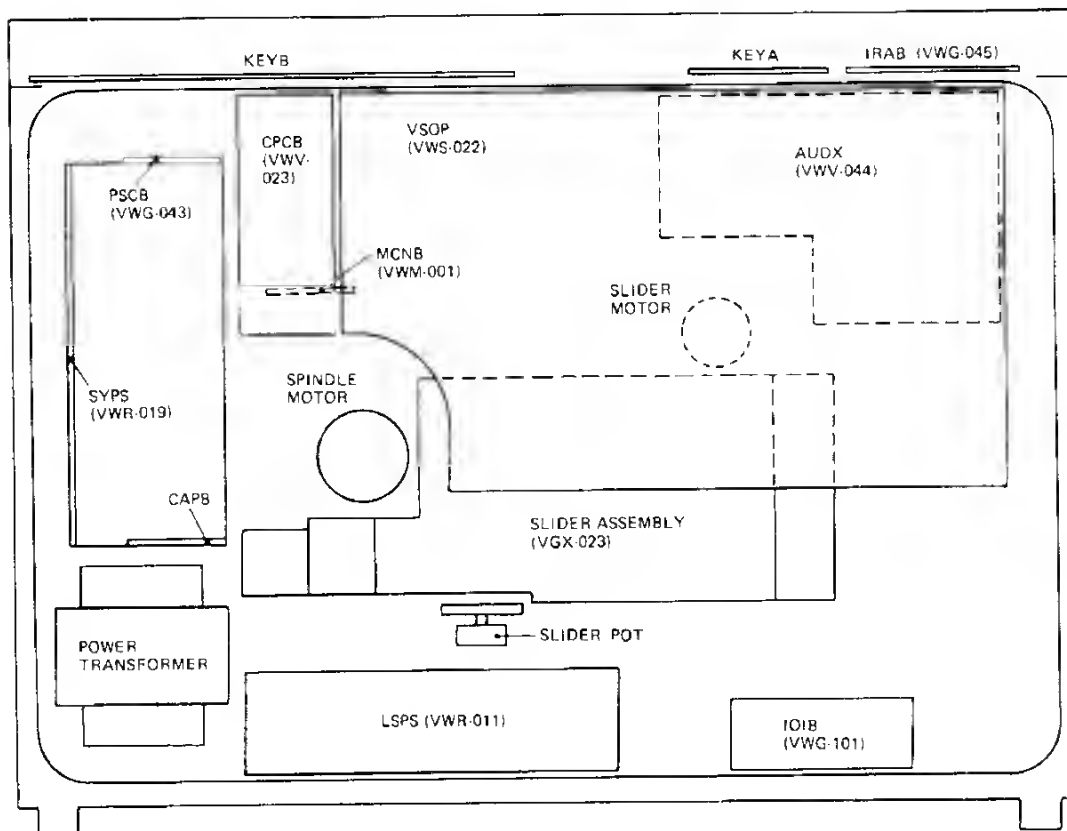 KEYB
KEYA
IRAB (VWG-045)
CPCB
(VWV-
023)
VSOP
(VWS-022)
AUDX
(VWV-044)
PSCB
(VWG-043)
MCNB
(VWM-001)
SLIDER
MOTOR
SYPS
(VWR-019)
SPINDLE
MOTOR
CAPB
SLIDER ASSEMBLY
(VGX-023)
SLIDER POT
POWER
TRANSFORMER
LSPS (VWR-011)
IOIB
(VWG-101)